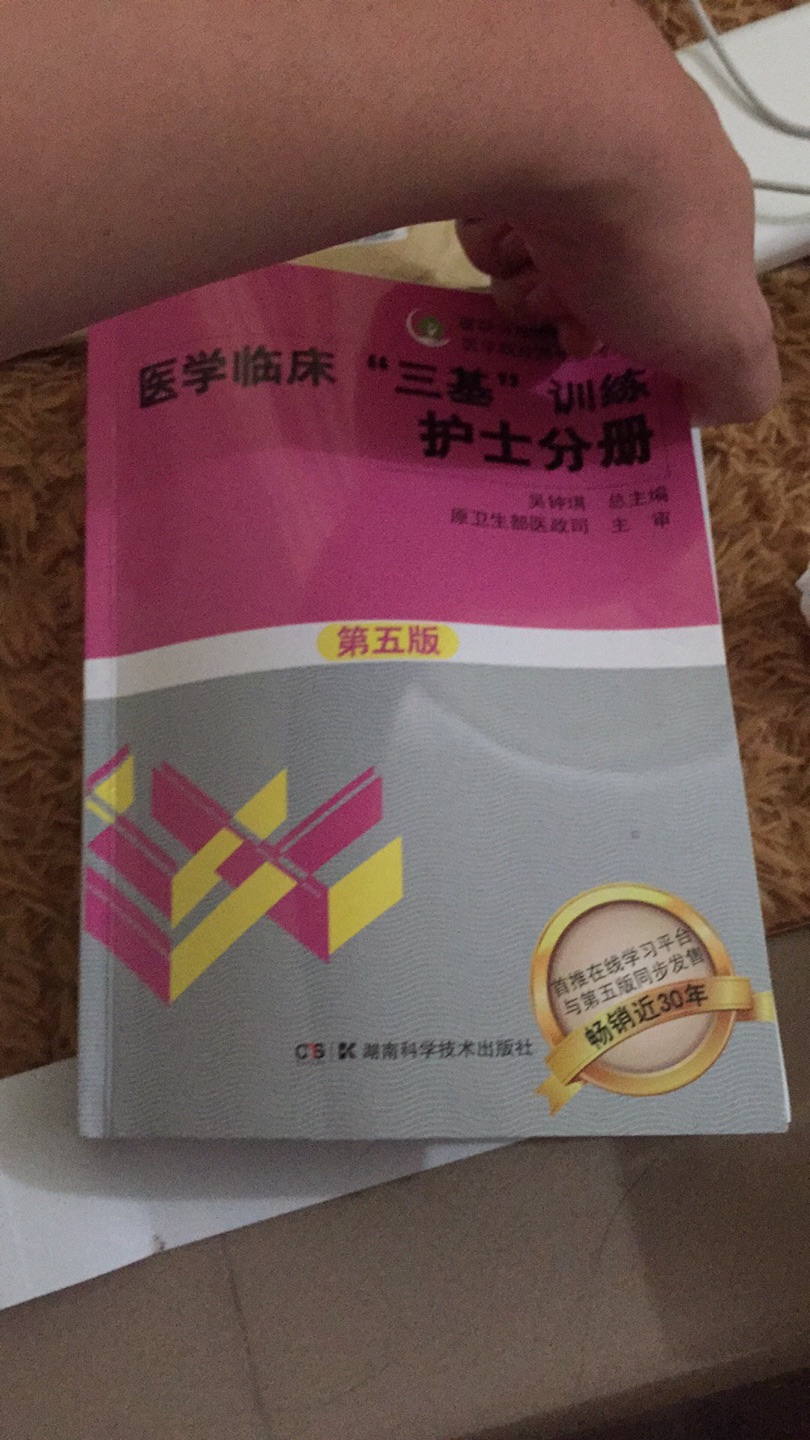 医学临床“三基”训练
护士分册
吴钟琪 总主编
原卫生部医政司 主 审
第五版
首推在线学习平台
与第五版同步发售
畅销近30年
湖南科学技术出版社